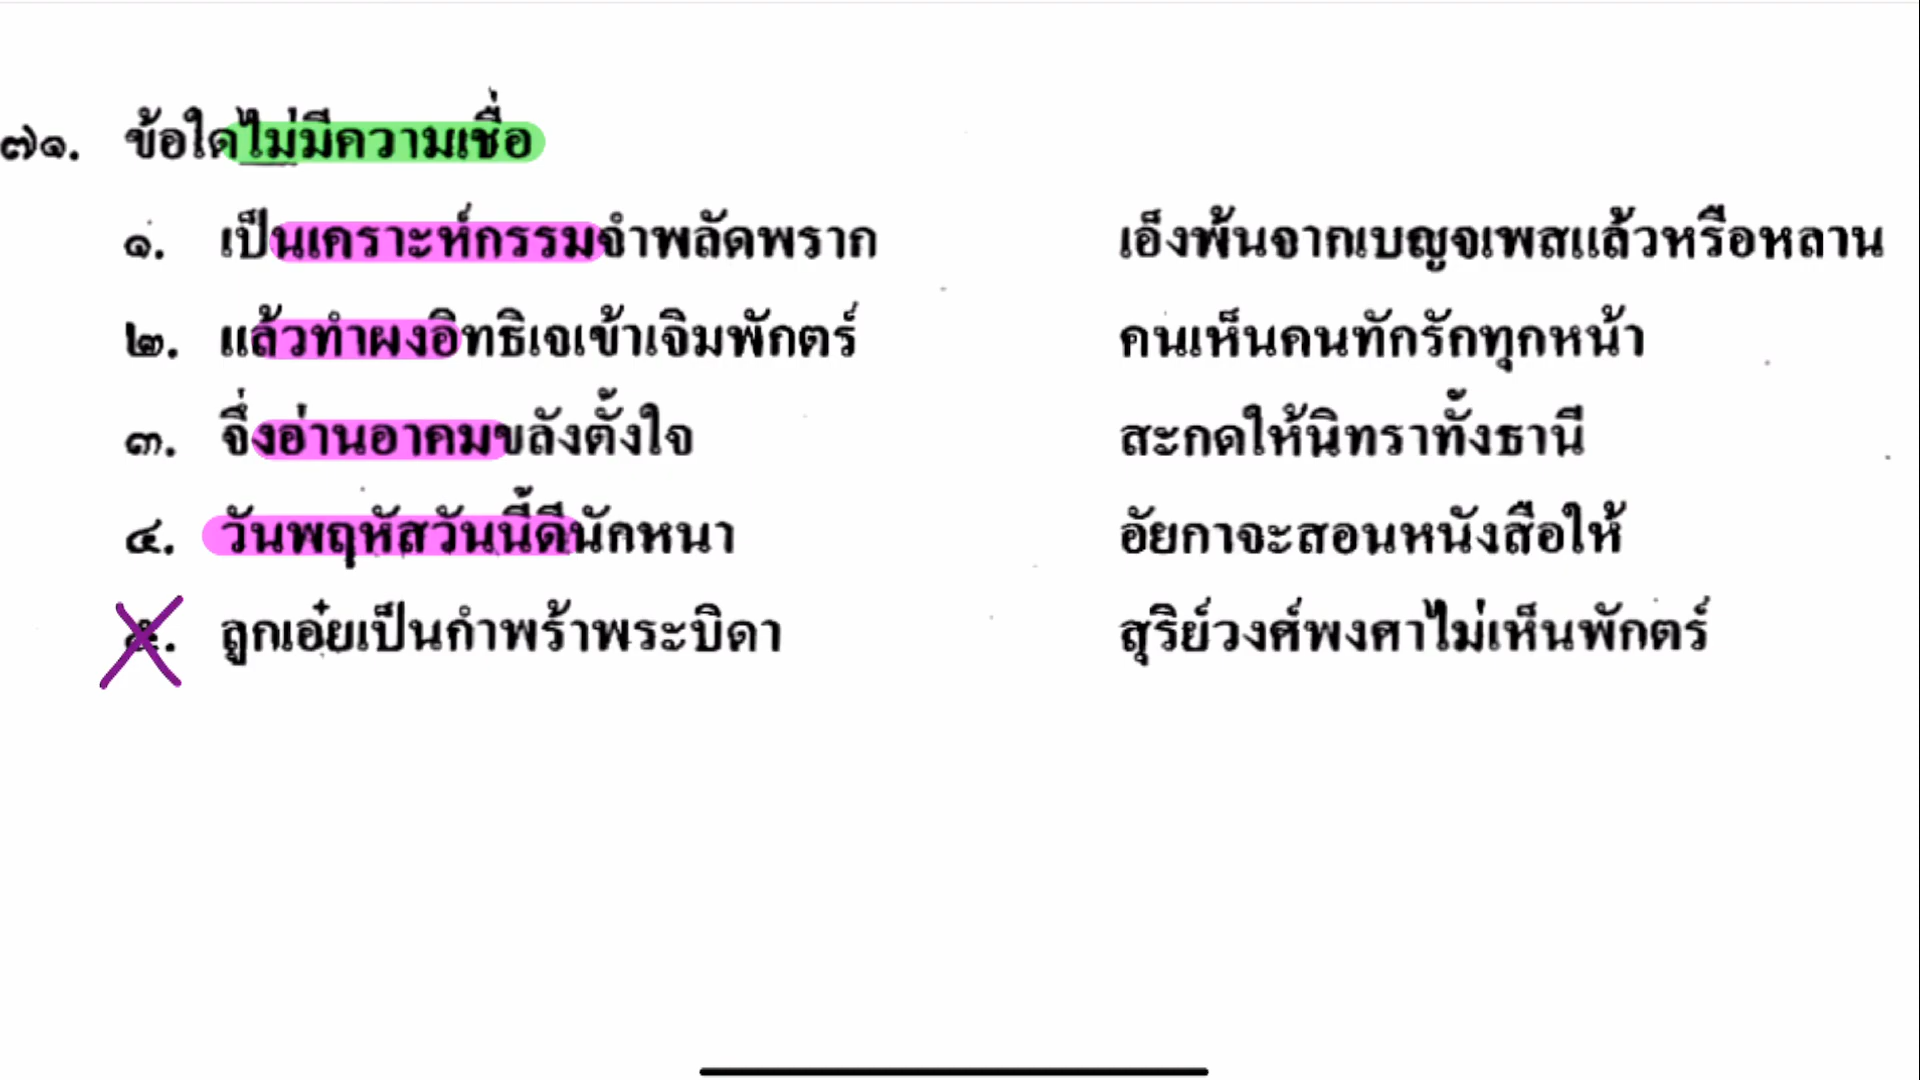 ๗๑. ข้อใดไม่มีความเชื่อ
๑. เป็นเคราะห์กรรมจำพลัดพราก เอ็งพ้นจากเบญจเพสแล้วหรือหลาน
๒. แล้วทำผงอิทธิเจเข้าเจิมพักตร์ คนเห็นคนทักรักทุกหน้า
๓. จึ่งอ่านอาคมขลังตั้งใจ สะกดให้นิทราทั้งธานี
๔. วันพฤหัสวันนี้ดีนักหนา อัยกาจะสอนหนังสือให้
๕. ลูกเอ๋ยเป็นกำพร้าพระบิดา สุริย์วงศ์พงศาไม่เห็นพักตร์